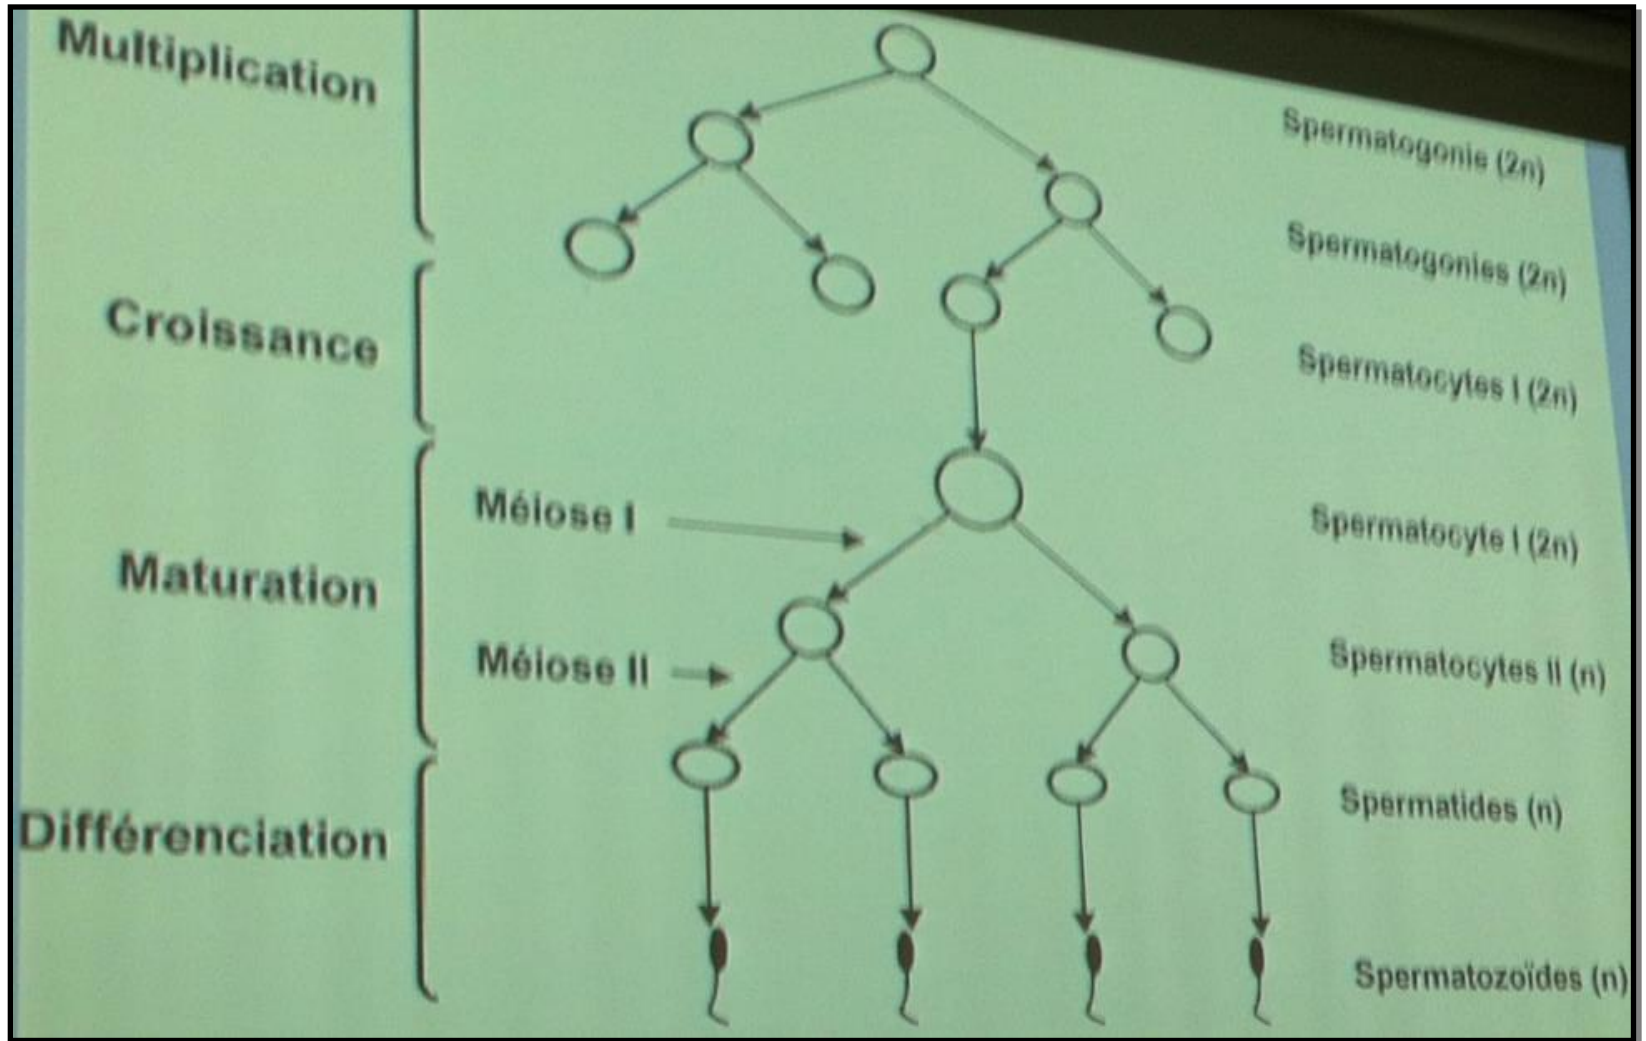 Multiplication
Spermatogonie (2n)
Spermatogonies (2n)
Croissance
Spermatocytes I (2n)
Méiose I
Spermatocyte I (2n)
Maturation
Méiose II
Spermatocytes II (n)
Spermatides (n)
Différenciation
Spermatozoïdes (n)